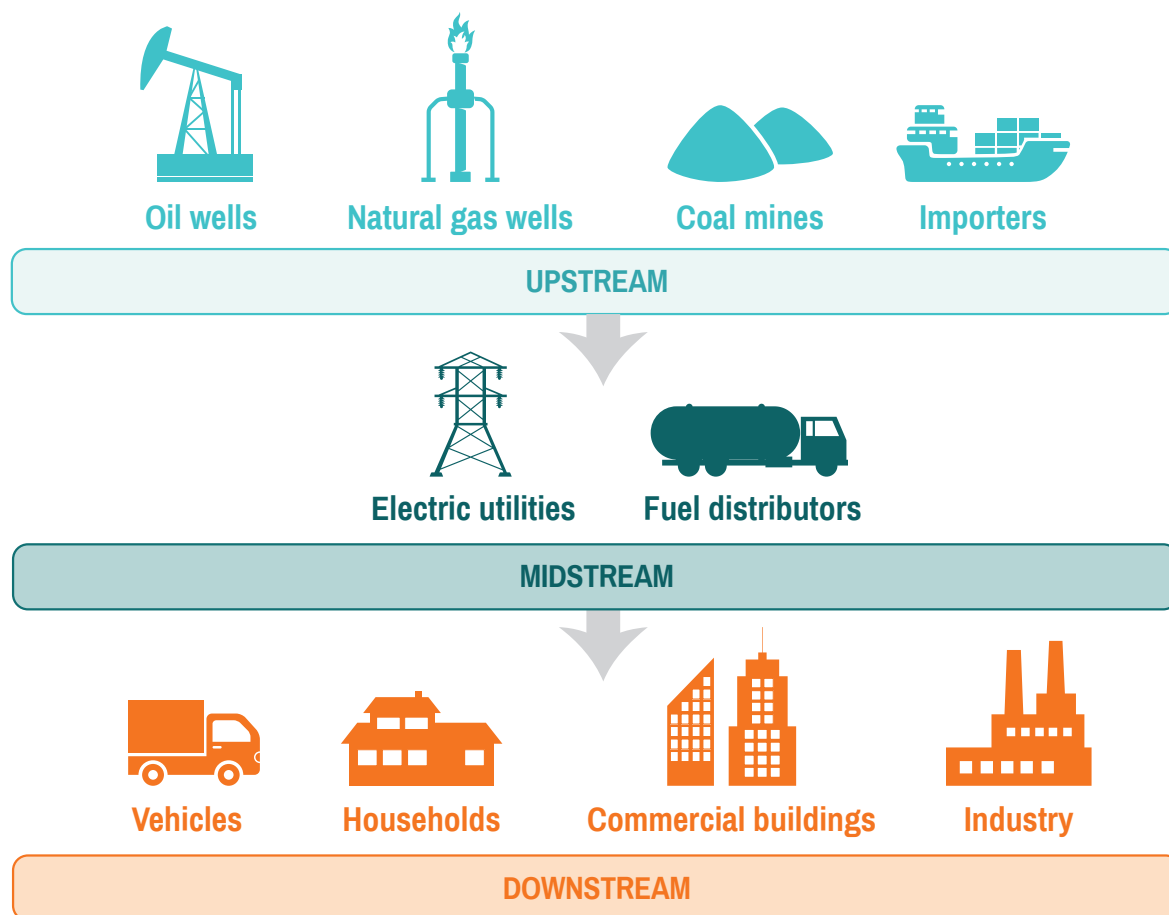 Oil wells
Natural gas wells
Coal mines
Importers
UPSTREAM
Electric utilities
Fuel distributors
MIDSTREAM
Vehicles
Households
Commercial buildings
Industry
DOWNSTREAM